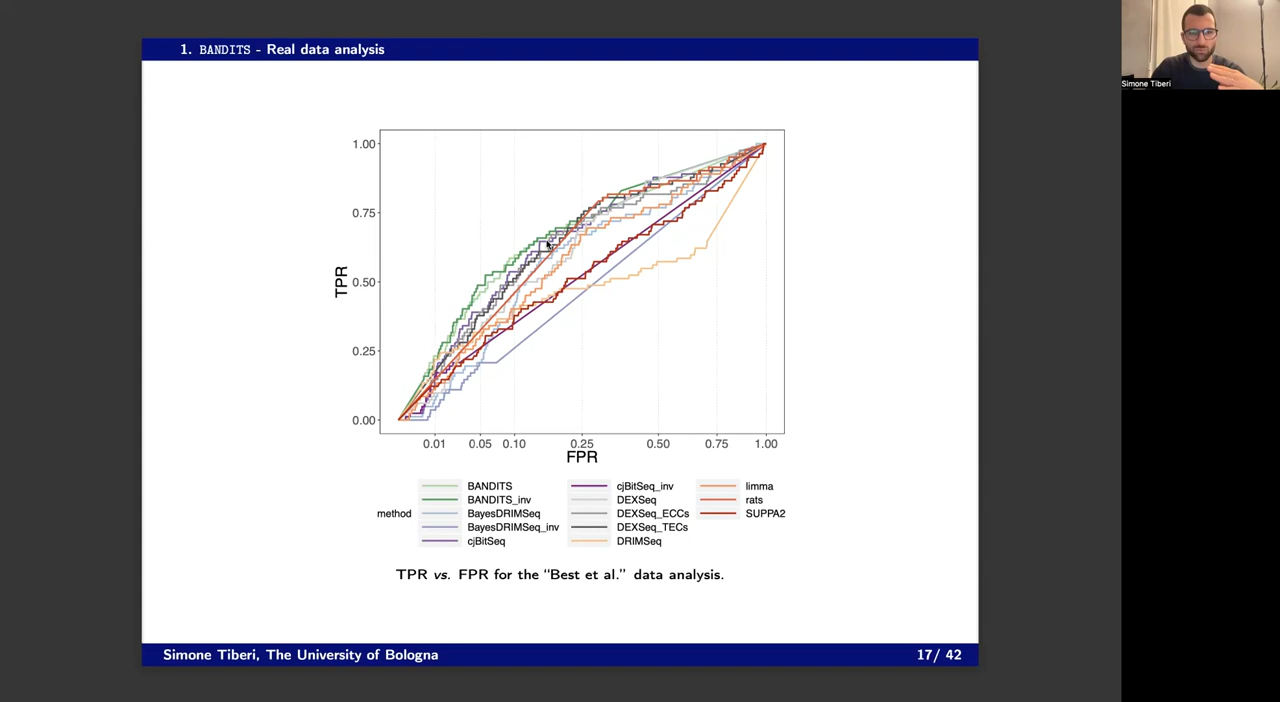 1. BANDITS - Real data analysis
Simone Tiberi
1.00
0.75
0.50
0.25
0.00
TPR
0.01 0.05 0.10 0.25 0.50 0.75 1.00
FPR
method
BANDITS
BANDITS_inv
BayesDRIMSeq
BayesDRIMSeq_inv
cjBitSeq
cjBitSeq_inv
DEXSeq
DEXSeq_ECCs
DEXSeq_TECs
DRIMSeq
limma
rats
SUPPA2
TPR vs. FPR for the “Best et al.” data analysis.
Simone Tiberi, The University of Bologna 17/ 42